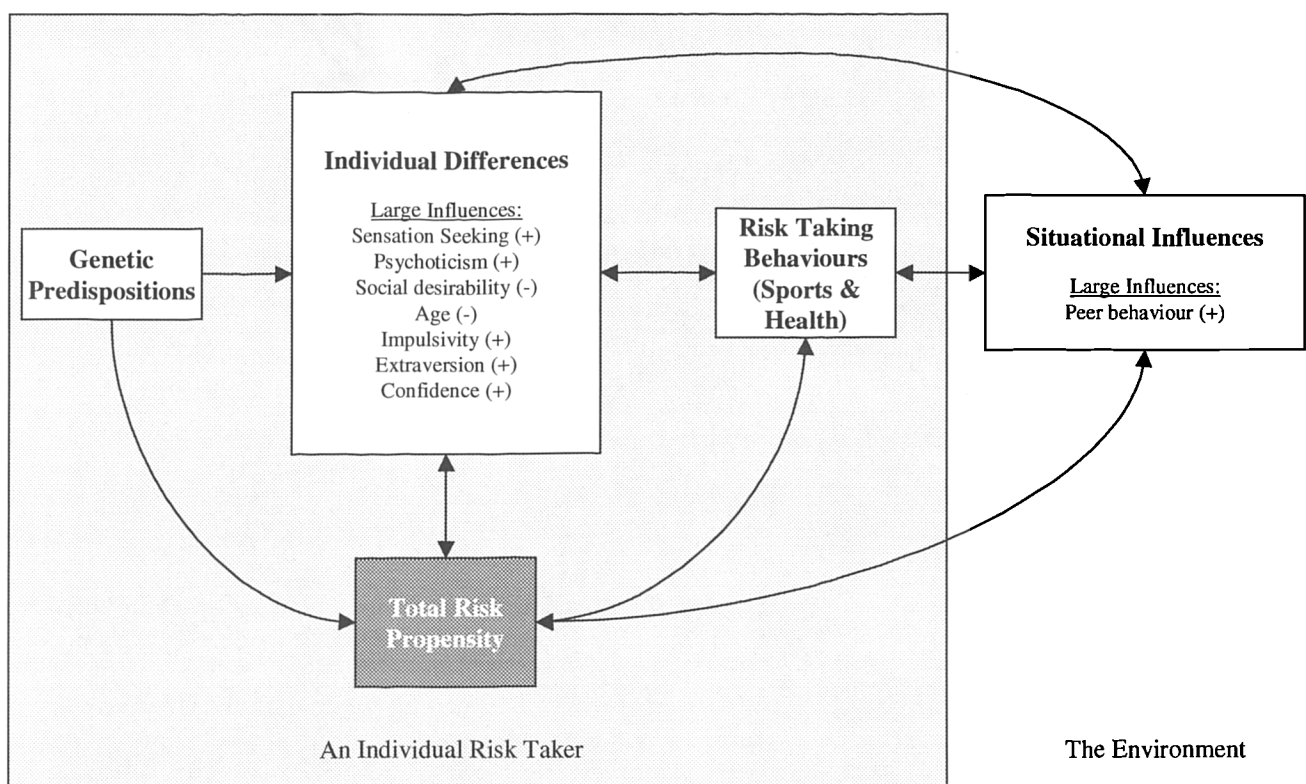 Genetic
Predispositions
Individual Differences
Large Influences:
Sensation Seeking (+)
Psychoticism (+)
Social desirability (-)
Age (-)
Impulsivity (+)
Extraversion (+)
Confidence (+)
Risk Taking
Behaviours
(Sports &
Health)
Situational Influences
Large Influences:
Peer behaviour (+)
Total Risk
Propensity
An Individual Risk Taker
The Environment